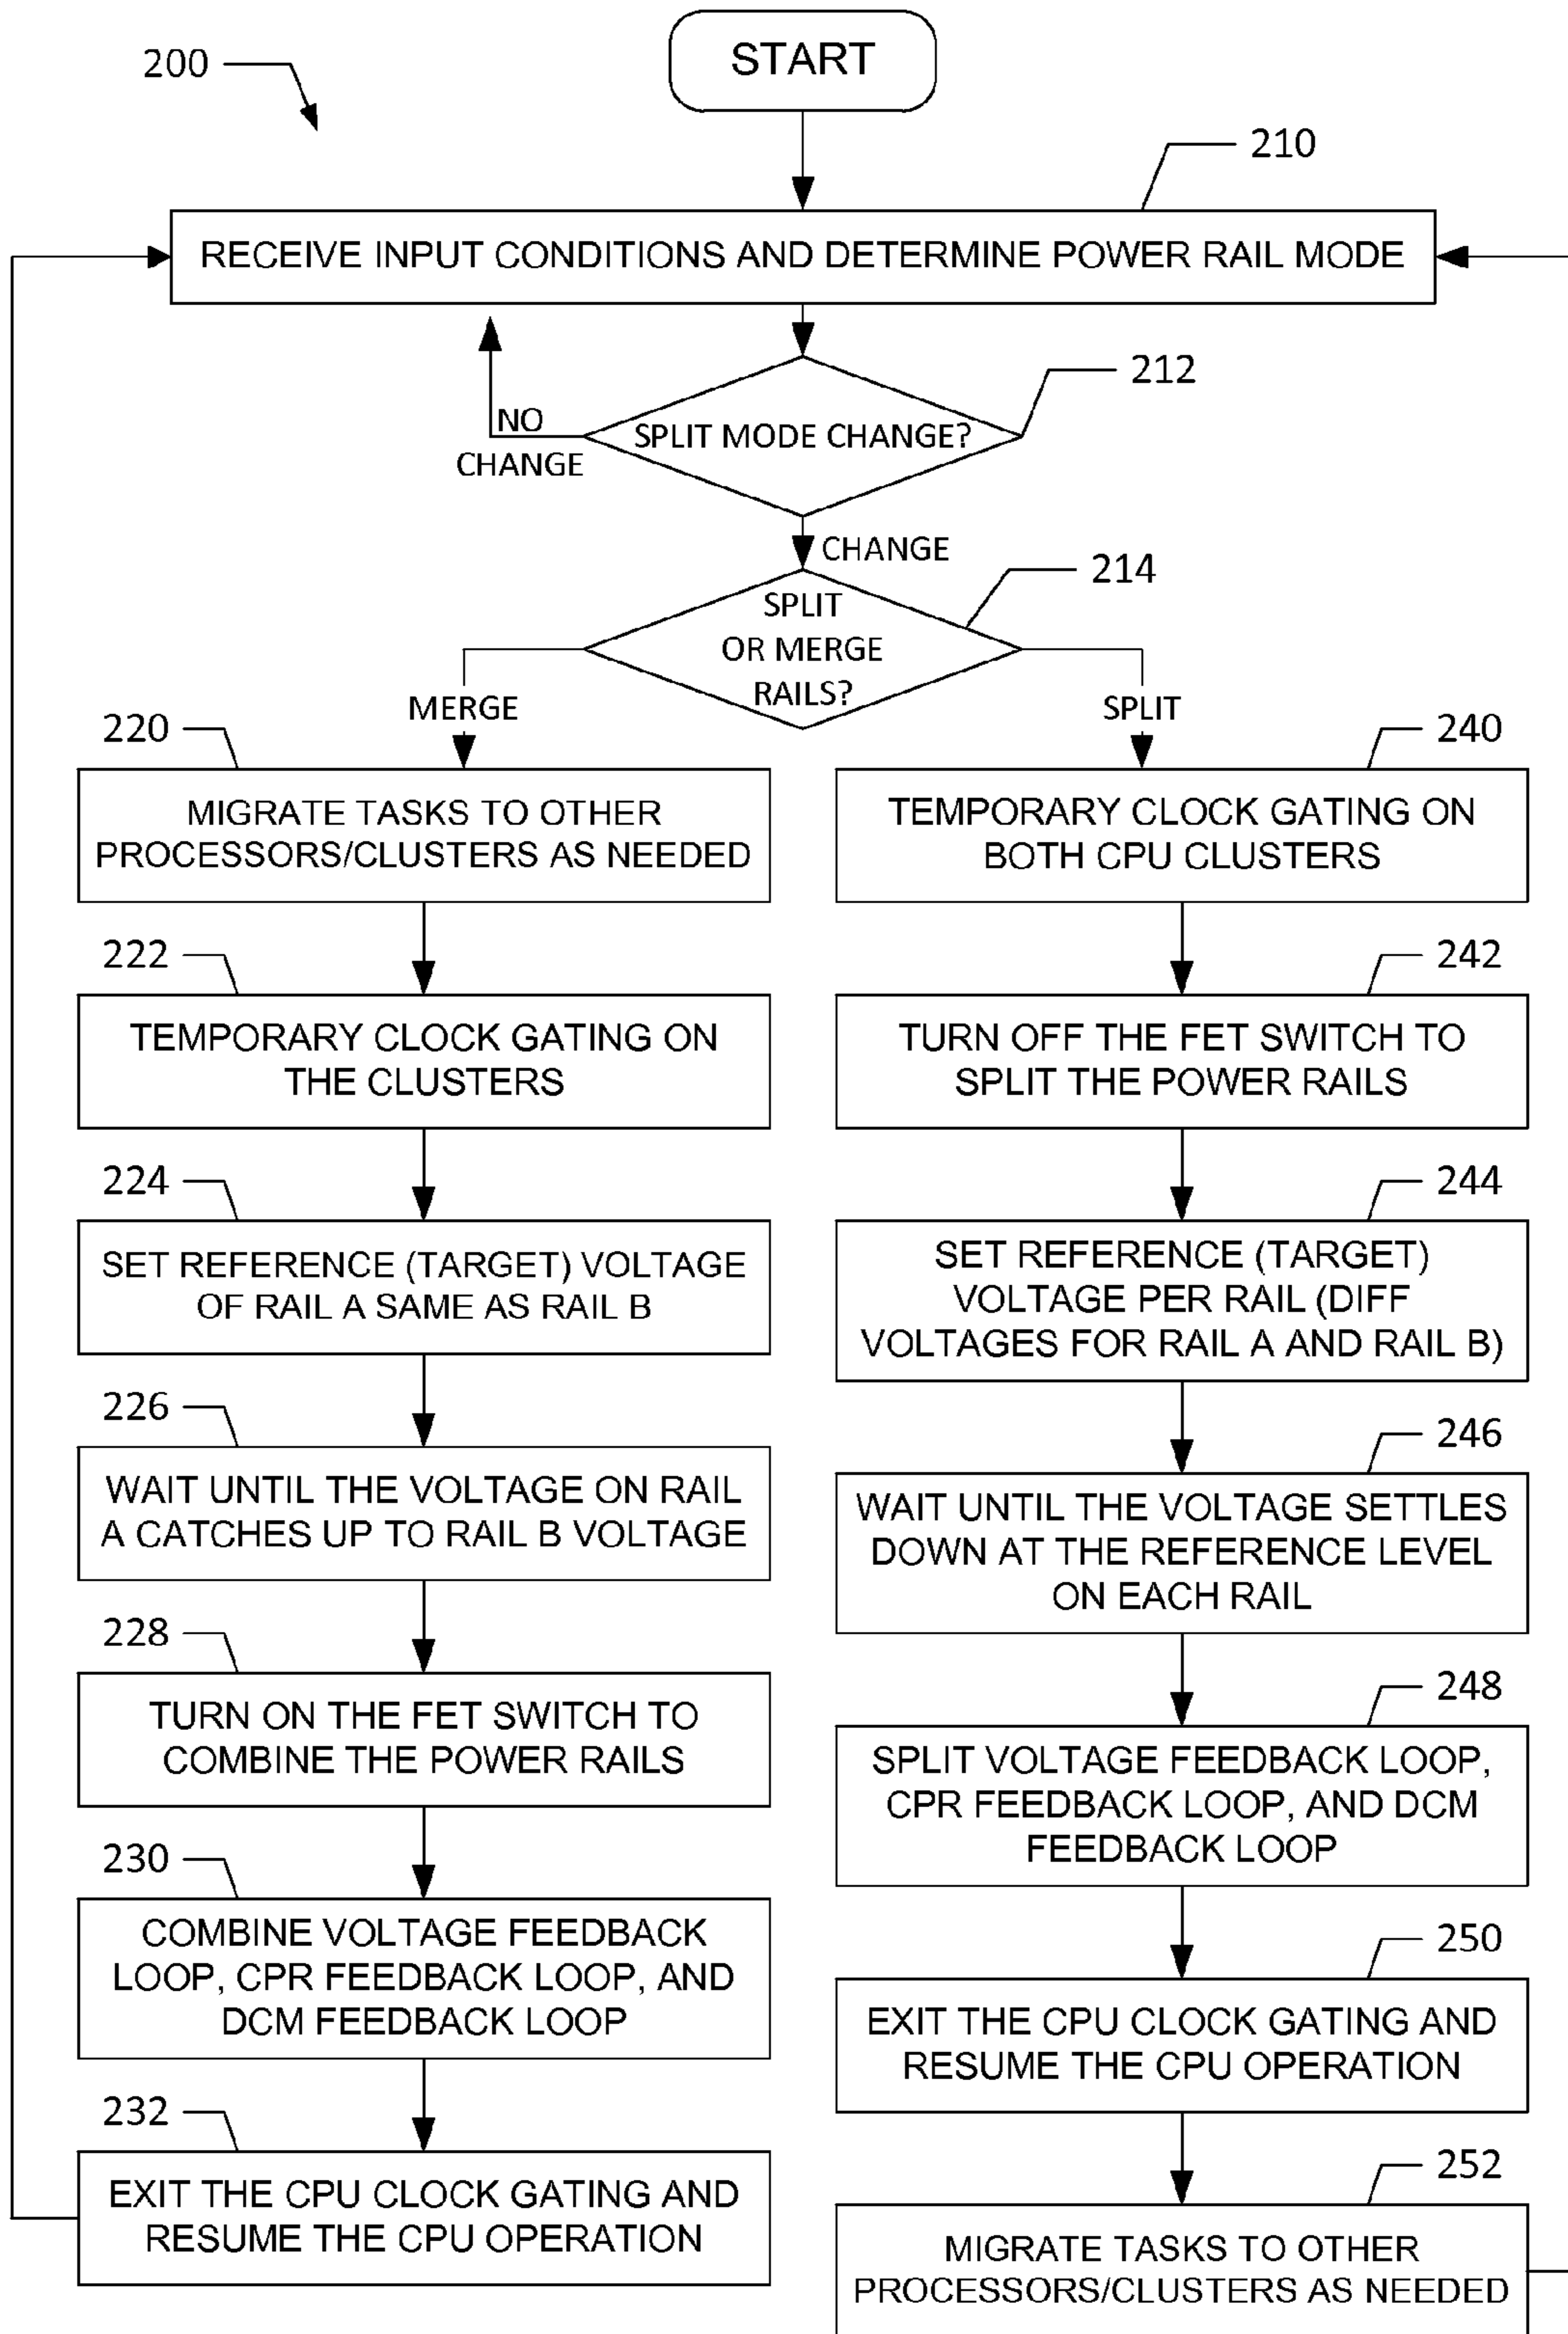 START
200
210
RECEIVE INPUT CONDITIONS AND DETERMINE POWER RAIL MODE
212
SPLIT MODE CHANGE?
NO
CHANGE
CHANGE
214
SPLIT
OR MERGE
RAILS?
MERGE
SPLIT
220
MIGRATE TASKS TO OTHER
PROCESSORS/CLUSTERS AS NEEDED
222
TEMPORARY CLOCK GATING ON
THE CLUSTERS
224
SET REFERENCE (TARGET) VOLTAGE
OF RAIL A SAME AS RAIL B
226
WAIT UNTIL THE VOLTAGE ON RAIL
A CATCHES UP TO RAIL B VOLTAGE
228
TURN ON THE FET SWITCH TO
COMBINE THE POWER RAILS
230
COMBINE VOLTAGE FEEDBACK
LOOP, CPR FEEDBACK LOOP, AND
DCM FEEDBACK LOOP
232
EXIT THE CPU CLOCK GATING AND
RESUME THE CPU OPERATION
240
TEMPORARY CLOCK GATING ON
BOTH CPU CLUSTERS
242
TURN OFF THE FET SWITCH TO
SPLIT THE POWER RAILS
244
SET REFERENCE (TARGET)
VOLTAGE PER RAIL (DIFF
VOLTAGES FOR RAIL A AND RAIL B)
246
WAIT UNTIL THE VOLTAGE SETTLES
DOWN AT THE REFERENCE LEVEL
ON EACH RAIL
248
SPLIT VOLTAGE FEEDBACK LOOP,
CPR FEEDBACK LOOP, AND DCM
FEEDBACK LOOP
250
EXIT THE CPU CLOCK GATING AND
RESUME THE CPU OPERATION
252
MIGRATE TASKS TO OTHER
PROCESSORS/CLUSTERS AS NEEDED